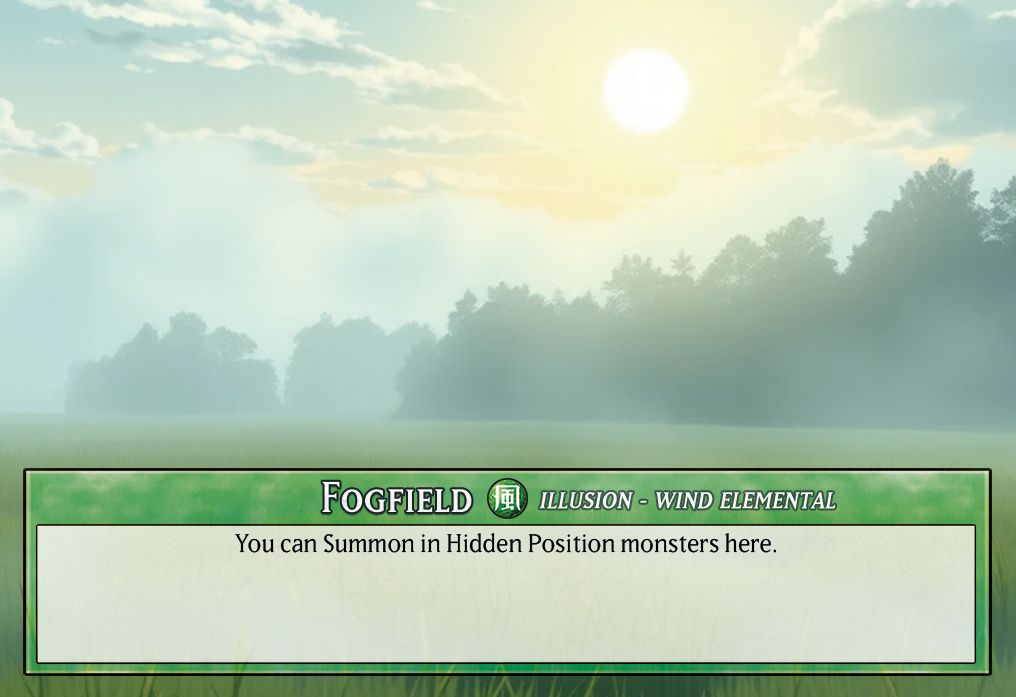 Fogfield 風 ILLUSION - WIND ELEMENTAL
You can Summon in Hidden Position monsters here.